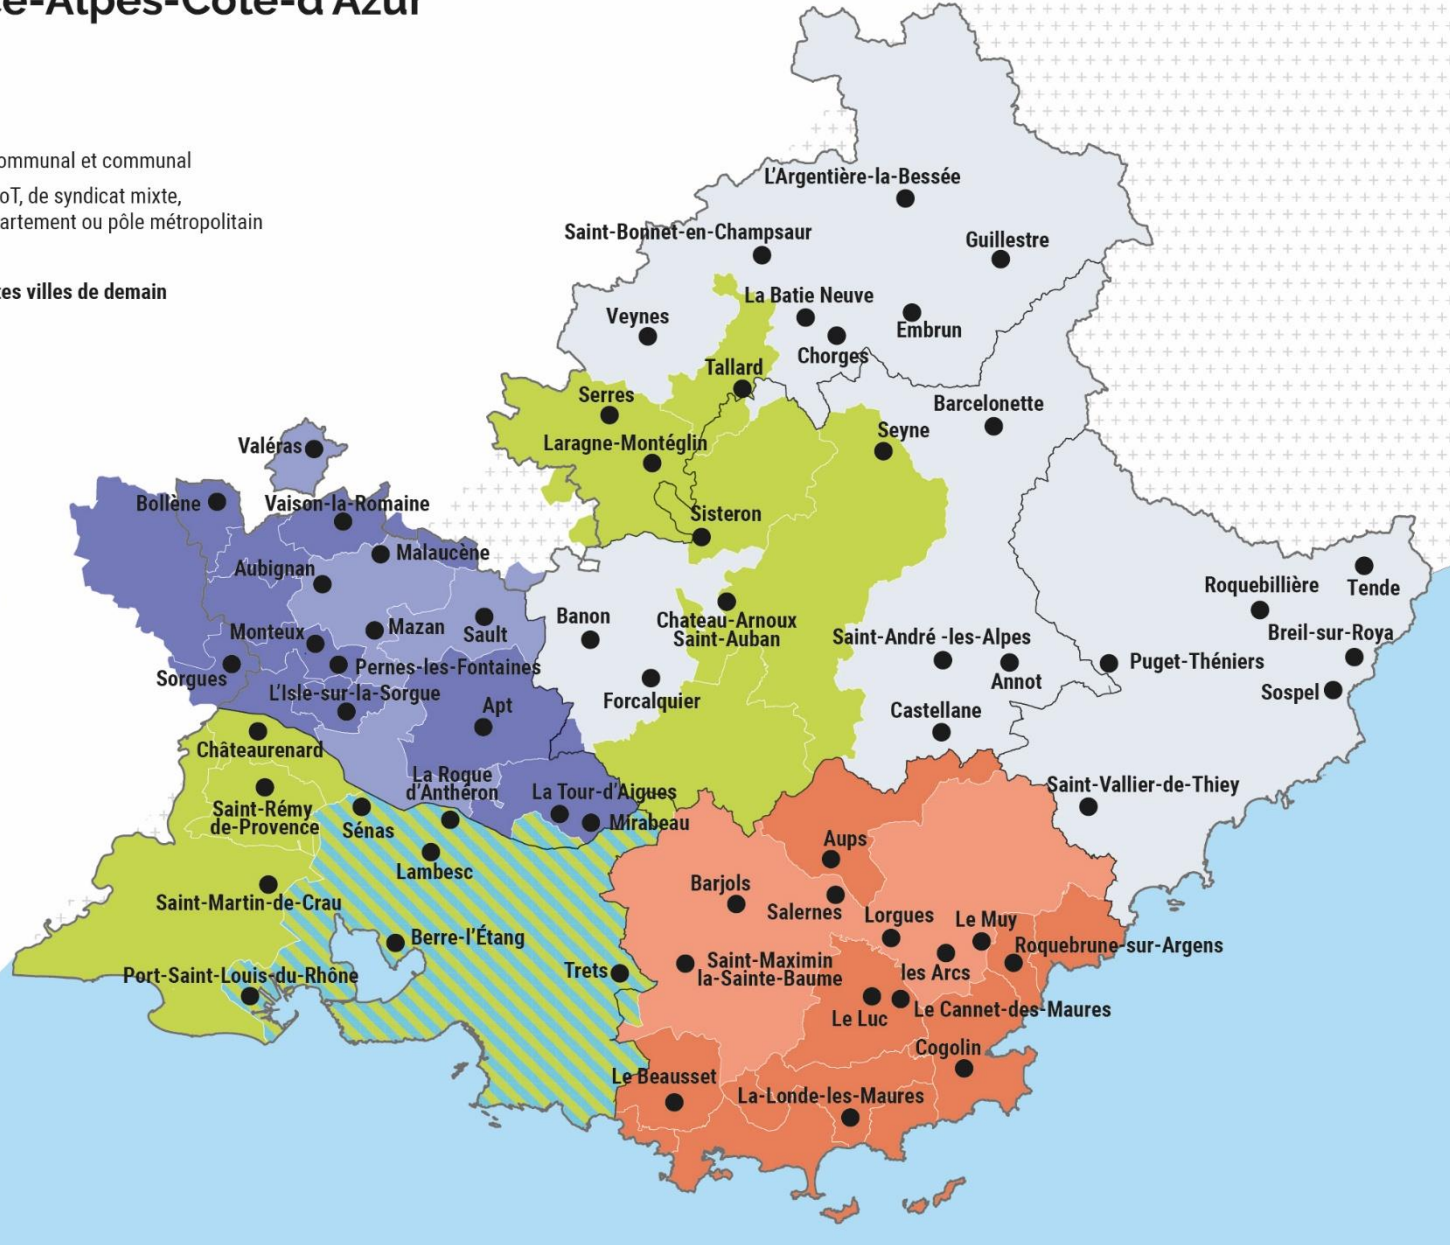 ce-Alpes-Côte-d'Azur
ommunal et communal
oT, de syndicat mixte,
artement ou pôle métropolitain
tes villes de demain
L'Argentière-la-Bessée
Saint-Bonnet-en-Champsaur
Guillestre
La Batie Neuve
Veynes
Embrun
Chorges
Tallard
Serres
Barcelonette
Seyne
Laragne-Montéglin
Valéras
Bollène
Vaison-la-Romaine
Sisteron
Malaucène
Aubignan
Roquebillière
Tende
Banon
Chateau-Arnoux
Saint-Auban
Monteux
Mazan
Sault
Saint-André -les-Alpes
Breil-sur-Roya
Pernes-les-Fontaines
Puget-Théniers
Sorgues
Annot
L'Isle-sur-la-Sorgue
Sospel
Forcalquier
Apt
Castellane
Châteaurenard
La Roque
d'Anthéron
Saint-Vallier-de-Thiey
La Tour-d'Aigues
Saint-Rémy
de-Provence
Sénas
Mirabeau
Aups
Lambesc
Barjols
Saint-Martin-de-Crau
Salernes
Lorgues
Le Muy
Berre-l'Étang
Roquebrune-sur-Argens
Saint-Maximin
la-Sainte-Baume
Trets
les Arcs
Port-Saint-Louis-du-Rhône
Le Luc
Le Cannet-des-Maures
Cogolin
Le Beausset
La-Londe-les-Maures